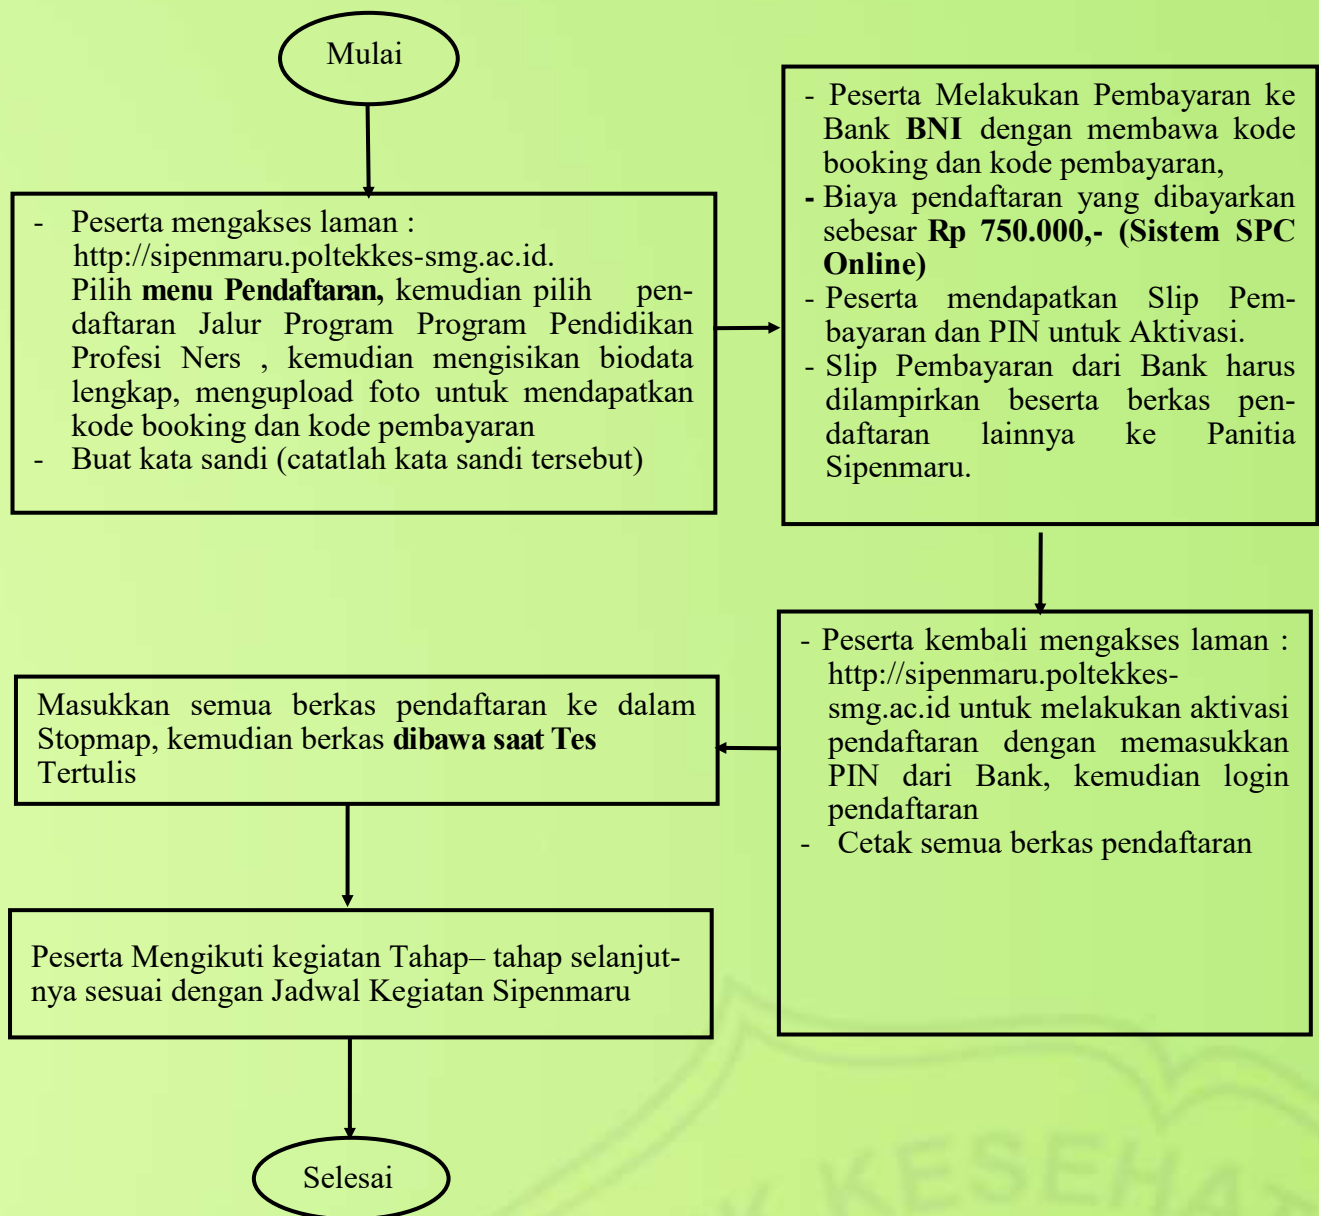 Mulai
- Peserta mengakses laman :
http://sipenmaru.poltekkes-smg.ac.id.
Pilih menu Pendaftaran, kemudian pilih pen-
daftaran Jalur Program Program Pendidikan
Profesi Ners , kemudian mengisikan biodata
lengkap, mengupload foto untuk mendapatkan
kode booking dan kode pembayaran
- Buat kata sandi (catatlah kata sandi tersebut)
- Peserta Melakukan Pembayaran ke
Bank BNI dengan membawa kode
booking dan kode pembayaran,
- Biaya pendaftaran yang dibayarkan
sebesar Rp 750.000,- (Sistem SPC
Online)
- Peserta mendapatkan Slip Pem-
bayaran dan PIN untuk Aktivasi.
- Slip Pembayaran dari Bank harus
dilampirkan beserta berkas pen-
daftaran lainnya ke Panitia
Sipenmaru.
- Peserta kembali mengakses laman :
http://sipenmaru.poltekkes-
smg.ac.id untuk melakukan aktivasi
pendaftaran dengan memasukkan
PIN dari Bank, kemudian login
pendaftaran
- Cetak semua berkas pendaftaran
Masukkan semua berkas pendaftaran ke dalam
Stopmap, kemudian berkas dibawa saat Tes
Tertulis
Peserta Mengikuti kegiatan Tahap– tahap selanjut-
nya sesuai dengan Jadwal Kegiatan Sipenmaru
Selesai